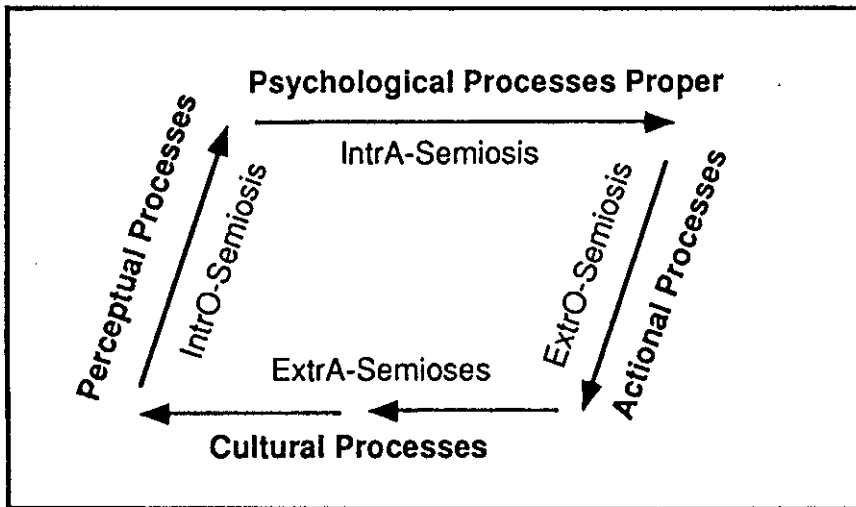 Psychological Processes Proper
IntrA-Semiosis
Perceptual Processes
IntrO-Semiosis
ExtrO-Semiosis
Actional Processes
ExtrA-Semioses
Cultural Processes